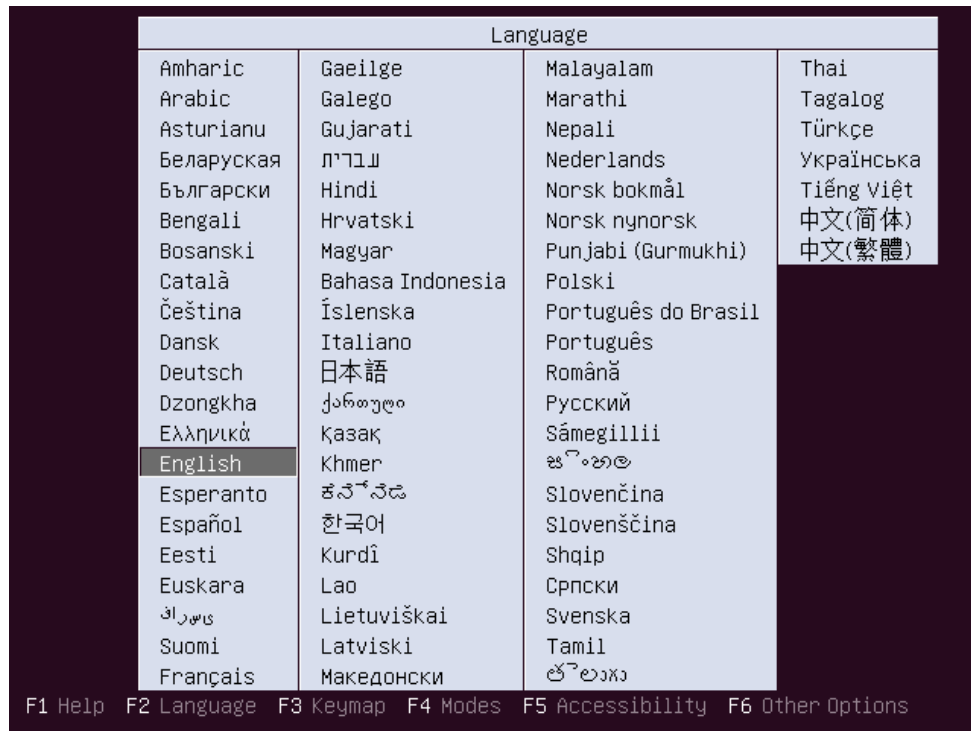 Language
Amharic
Arabic
Asturianu
Беларуская
Български
Bengali
Bosanski
Català
Čeština
Dansk
Deutsch
Dzongkha
Ελληνικά
English
Esperanto
Español
Eesti
Euskara
فارسی
Suomi
Français
Gaeilge
Galego
Gujarati
עברית
Hindi
Hrvatski
Magyar
Bahasa Indonesia
Íslenska
Italiano
日本語
ქართული
Қазақ
Khmer
ಕನ್ನಡ
한국어
Kurdî
Lao
Lietuviškai
Latviski
Македонски
Malayalam
Marathi
Nepali
Nederlands
Norsk bokmål
Norsk nynorsk
Punjabi (Gurmukhi)
Polski
Português do Brasil
Português
Română
Русский
Sámegillii
සිංහල
Slovenčina
Slovenščina
Shqip
Српски
Svenska
Tamil
తెలుగు
Thai
Tagalog
Türkçe
Українська
Tiếng Việt
中文(简体)
中文(繁體)
F1 Help F2 Language F3 Keymap F4 Modes F5 Accessibility F6 Other Options